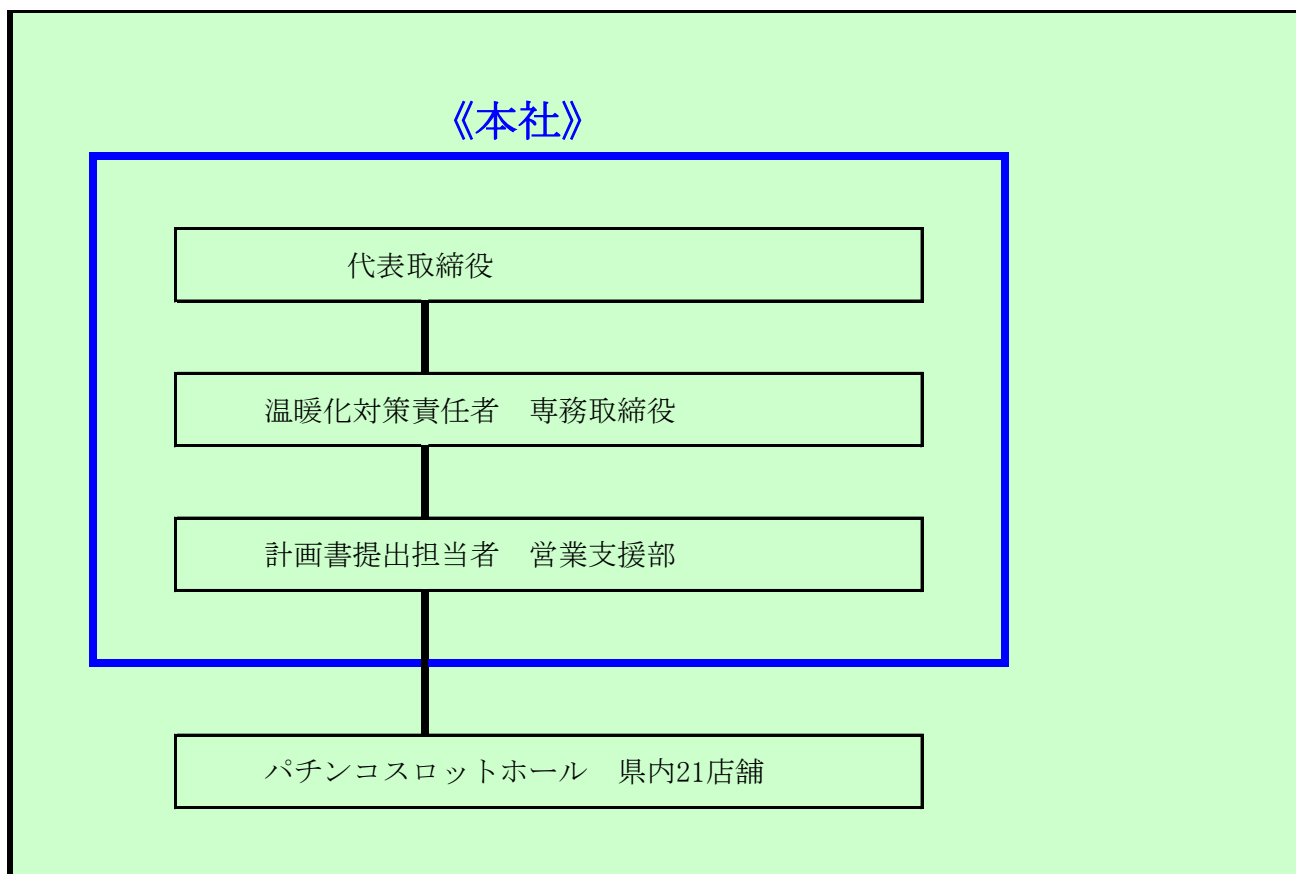 《本社》
代表取締役
温暖化対策責任者　専務取締役
計画書提出担当者　営業支援部
パチンコスロットホール　県内21店舗